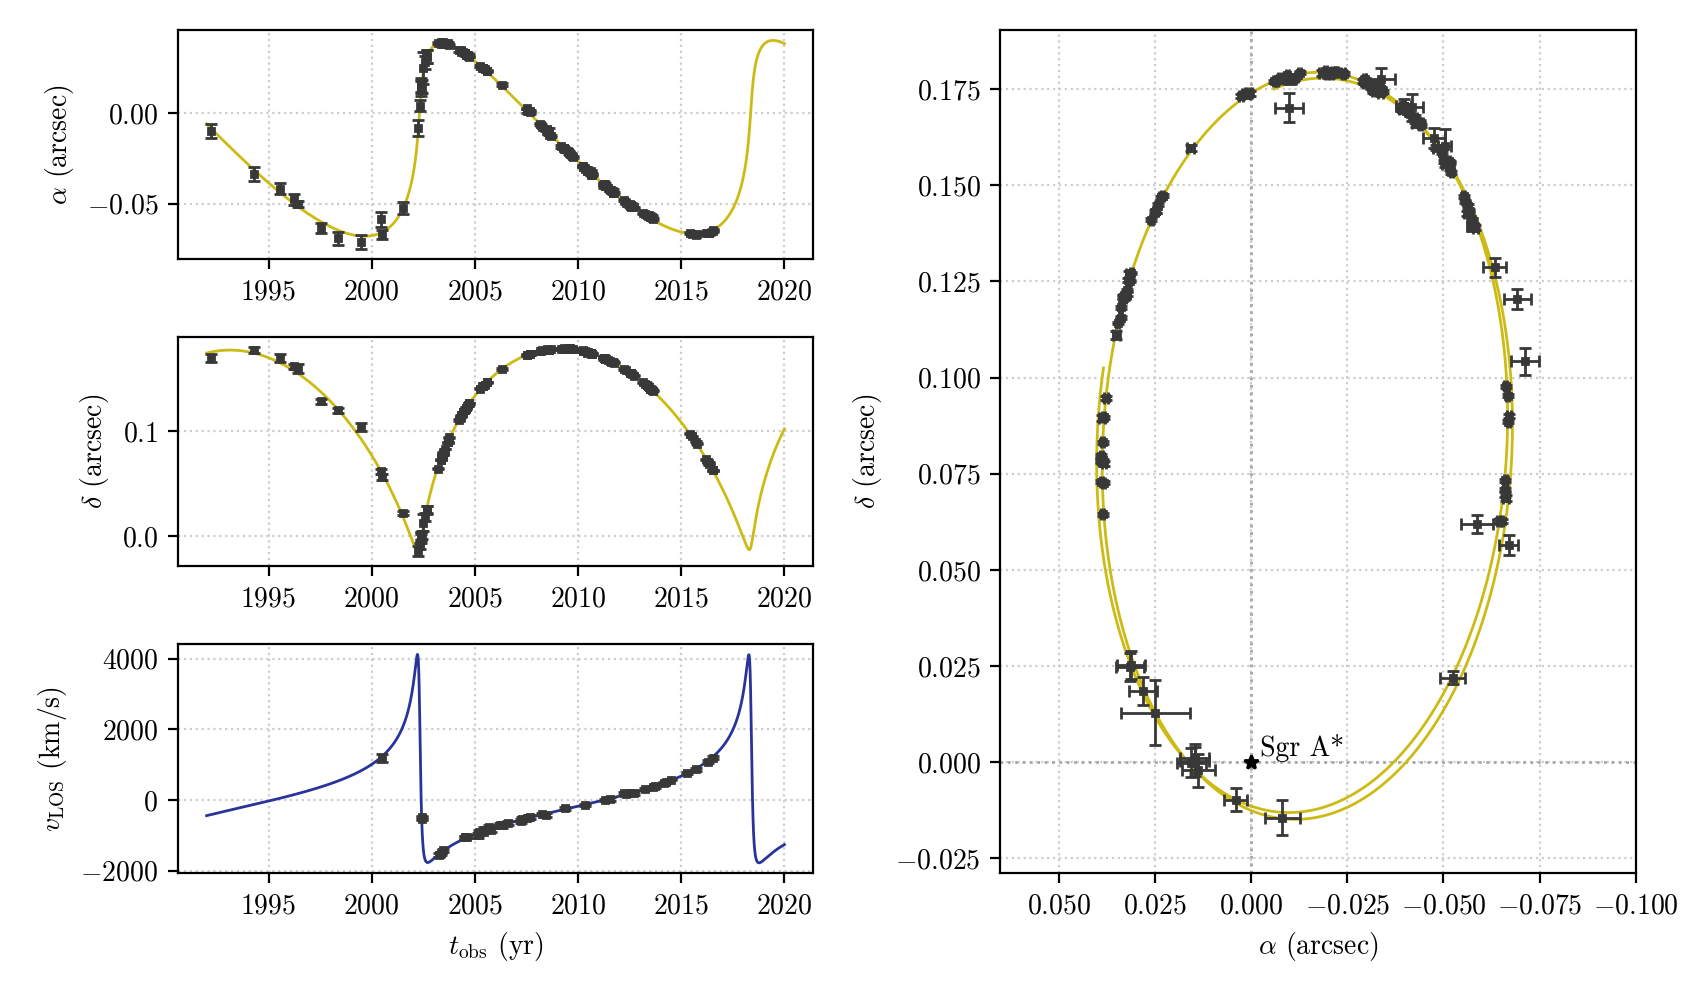 α (arcsec)
0.00
−0.05
1995 2000 2005 2010 2015 2020
δ (arcsec)
0.1
0.0
1995 2000 2005 2010 2015 2020
v_LOS (km/s)
4000
2000
0
−2000
1995 2000 2005 2010 2015 2020
t_obs (yr)
δ (arcsec)
0.175
0.150
0.125
0.100
0.075
0.050
0.025
0.000
−0.025
Sgr A*
0.050 0.025 0.000 −0.025 −0.050 −0.075 −0.100
α (arcsec)